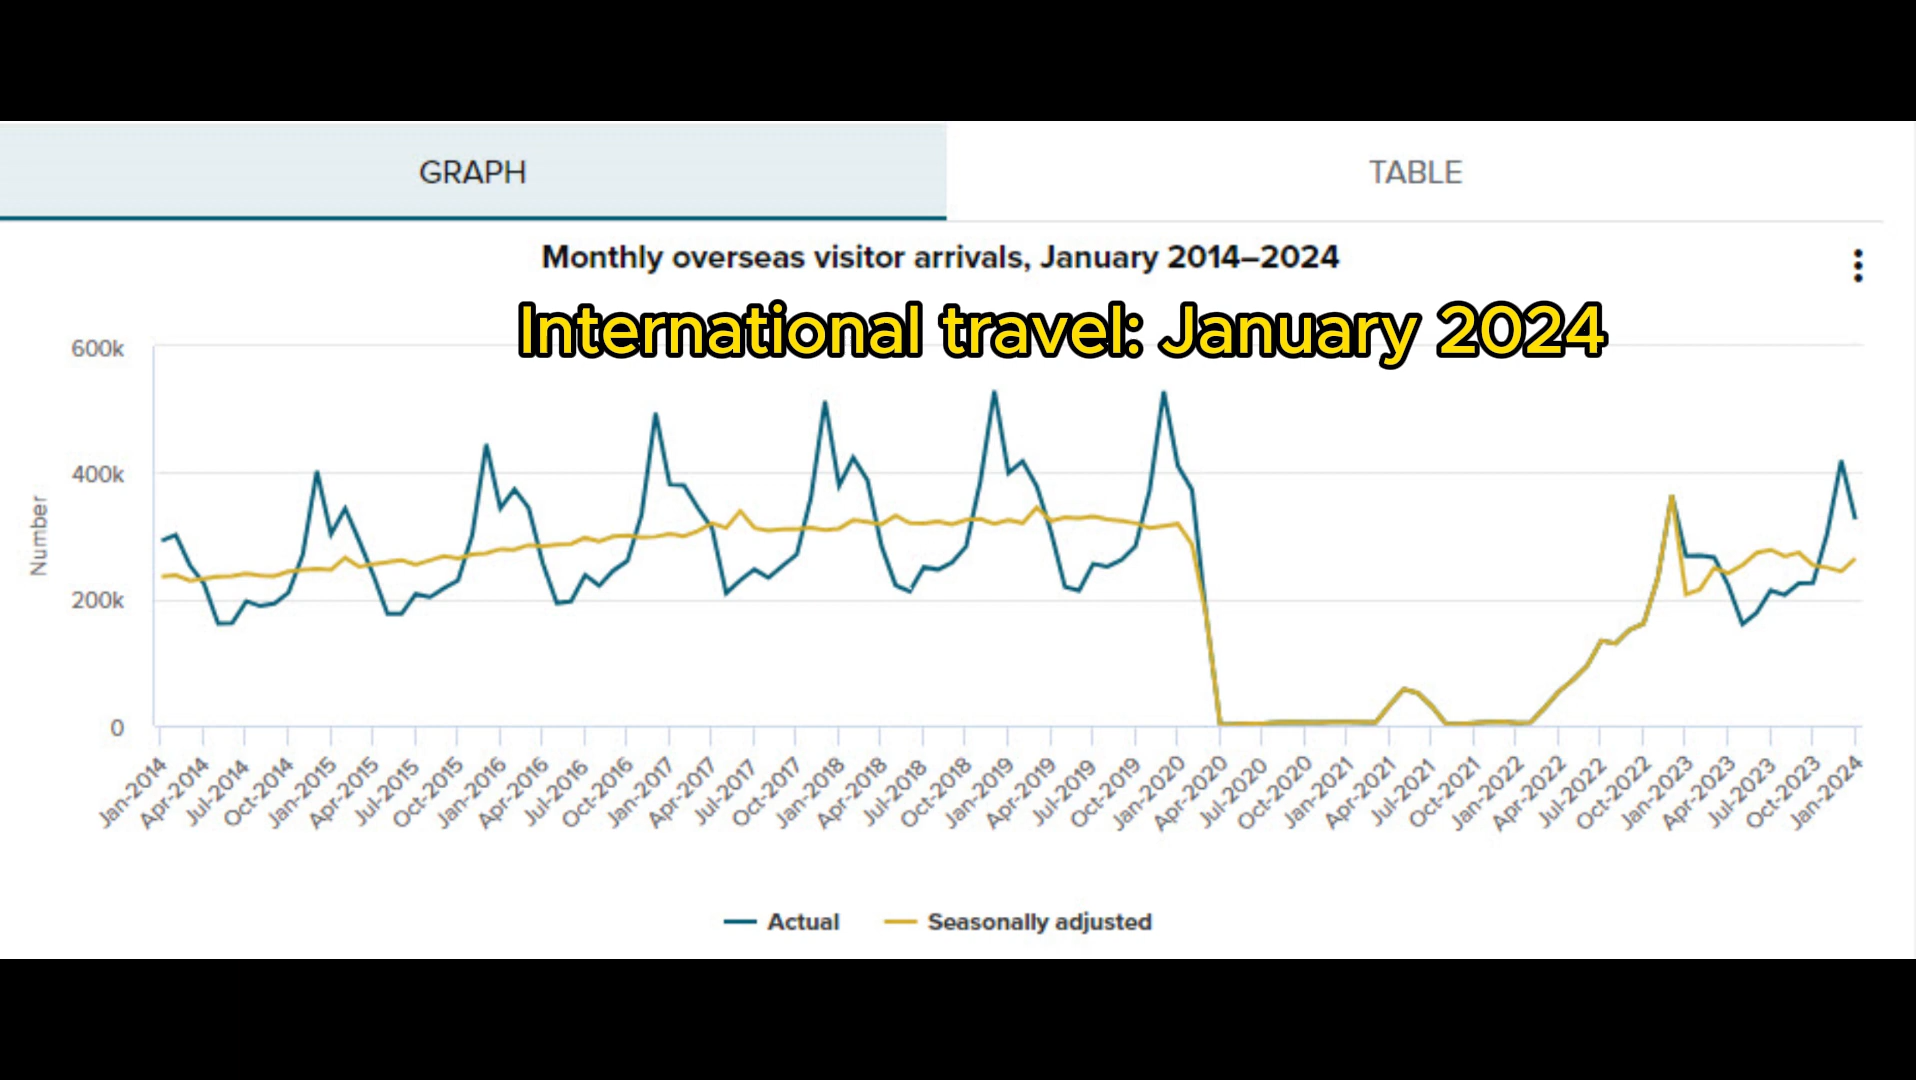 GRAPH
TABLE
Monthly overseas visitor arrivals, January 2014–2024
International travel: January 2024
600k
400k
200k
0
Number
Jan-2014
Apr-2014
Jul-2014
Oct-2014
Jan-2015
Apr-2015
Jul-2015
Oct-2015
Jan-2016
Apr-2016
Jul-2016
Oct-2016
Jan-2017
Apr-2017
Jul-2017
Oct-2017
Jan-2018
Apr-2018
Jul-2018
Oct-2018
Jan-2019
Apr-2019
Jul-2019
Oct-2019
Jan-2020
Apr-2020
Jul-2020
Oct-2020
Jan-2021
Apr-2021
Jul-2021
Oct-2021
Jan-2022
Apr-2022
Jul-2022
Oct-2022
Jan-2023
Apr-2023
Jul-2023
Oct-2023
Jan-2024
Actual
Seasonally adjusted